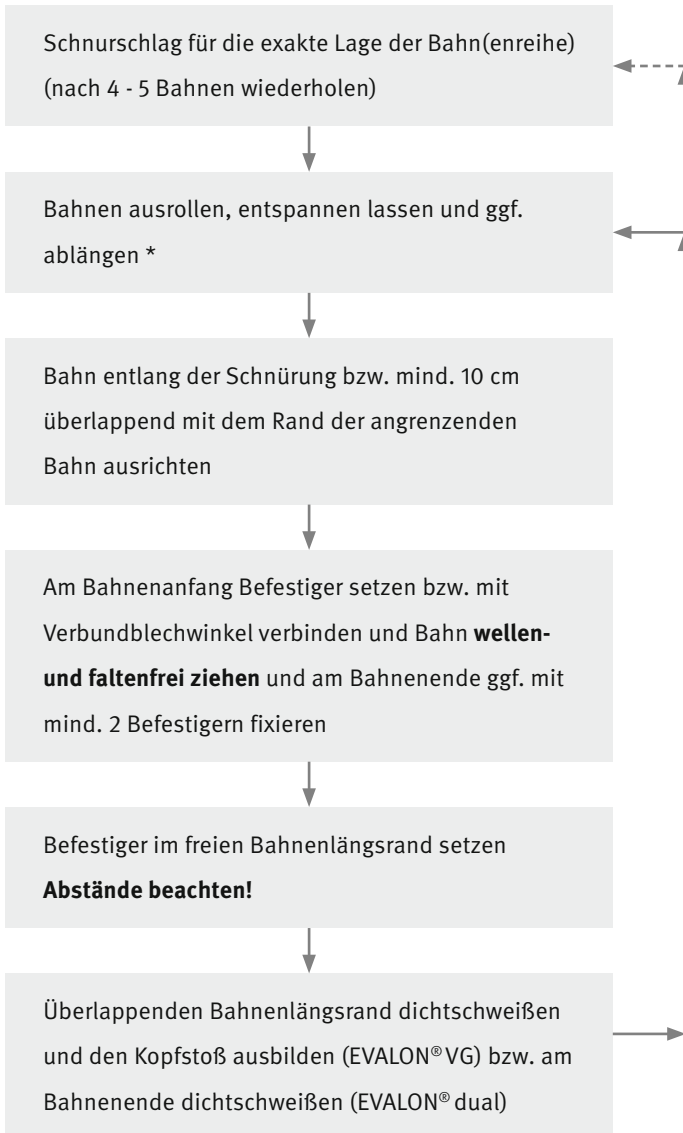 Schnurschlag für die exakte Lage der Bahn(enreihe)
(nach 4 - 5 Bahnen wiederholen)
Bahnen ausrollen, entspannen lassen und ggf.
ablängen *
Bahn entlang der Schnürung bzw. mind. 10 cm
überlappend mit dem Rand der angrenzenden
Bahn ausrichten
Am Bahnenanfang Befestiger setzen bzw. mit
Verbundblechwinkel verbinden und Bahn wellen-
und faltenfrei ziehen und am Bahnenende ggf. mit
mind. 2 Befestigern fixieren
Befestiger im freien Bahnenlängsrand setzen
Abstände beachten!
Überlappenden Bahnenlängsrand dichtschweißen
und den Kopfstoß ausbilden (EVALON® VG) bzw. am
Bahnenende dichtschweißen (EVALON® dual)